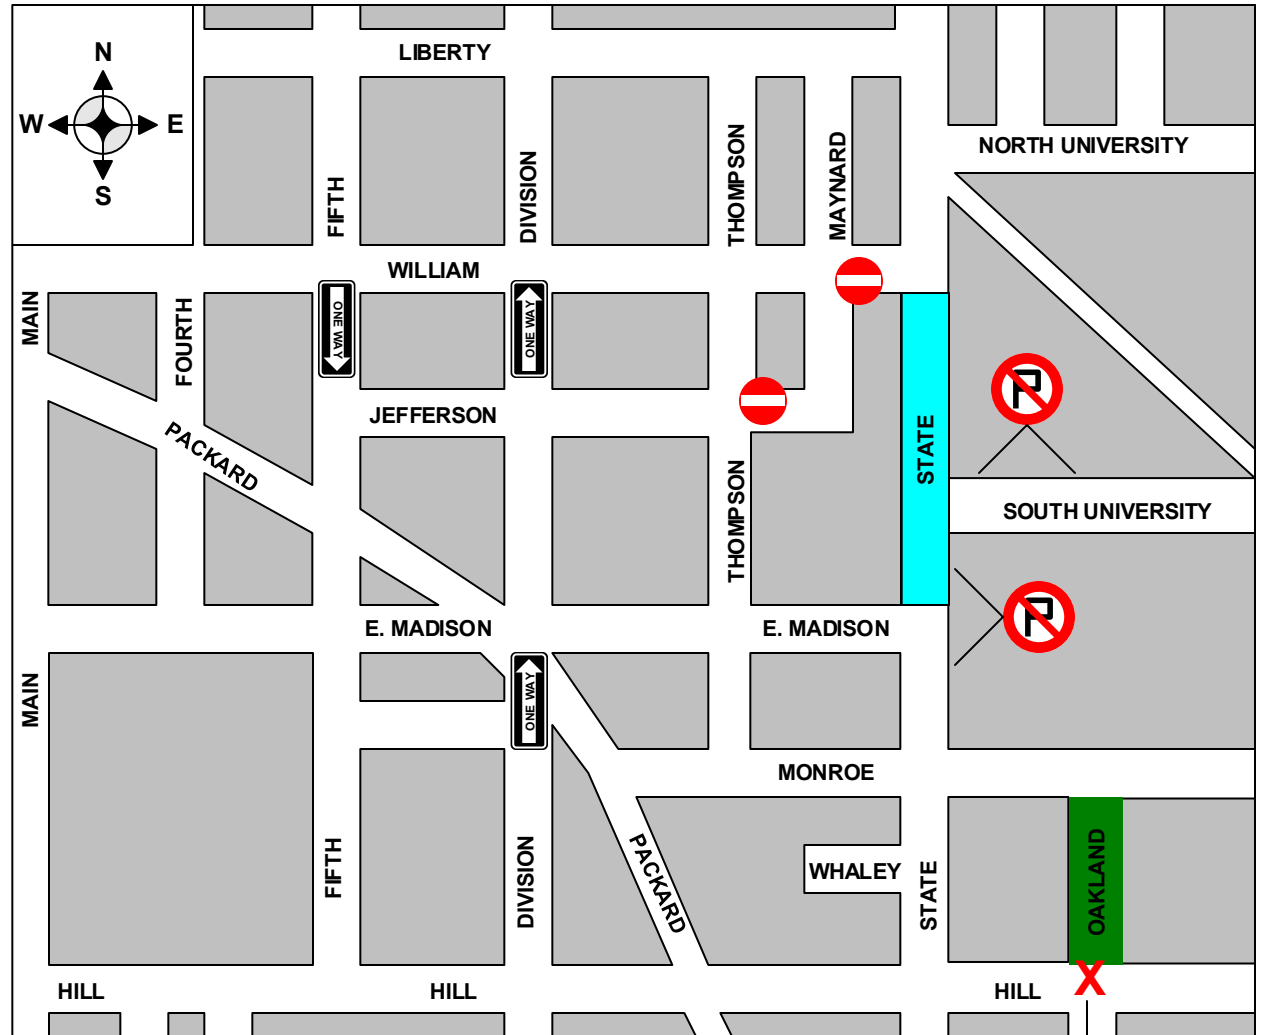 N
W
E
S
LIBERTY
NORTH UNIVERSITY
FIFTH
DIVISION
THOMPSON
MAYNARD
WILLIAM
MAIN
FOURTH
ONE WAY
ONE WAY
P
JEFFERSON
PACKARD
STATE
SOUTH UNIVERSITY
THOMPSON
E. MADISON
E. MADISON
P
MAIN
ONE WAY
MONROE
FIFTH
DIVISION
PACKARD
WHALEY
STATE
OAKLAND
X
HILL
HILL
HILL